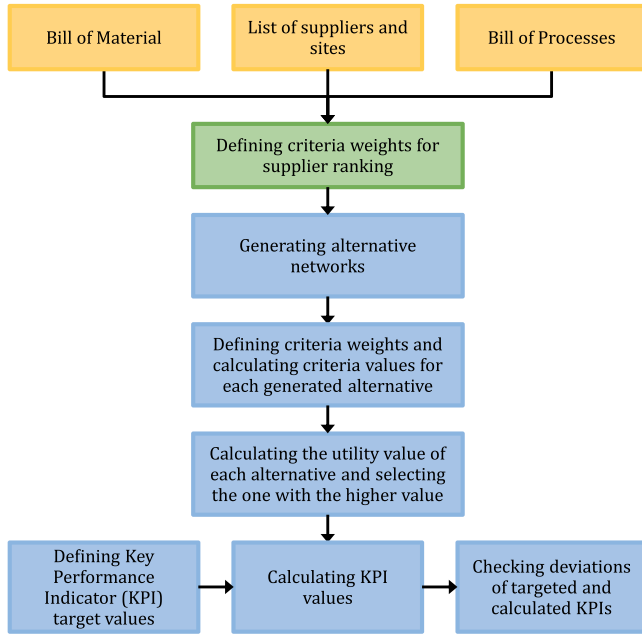 Bill of Material
List of suppliers and
sites
Bill of Processes
Defining criteria weights for
supplier ranking
Generating alternative
networks
Defining criteria weights and
calculating criteria values for
each generated alternative
Calculating the utility value of
each alternative and selecting
the one with the higher value
Defining Key
Performance
Indicator (KPI)
target values
Calculating KPI
values
Checking deviations
of targeted and
calculated KPIs